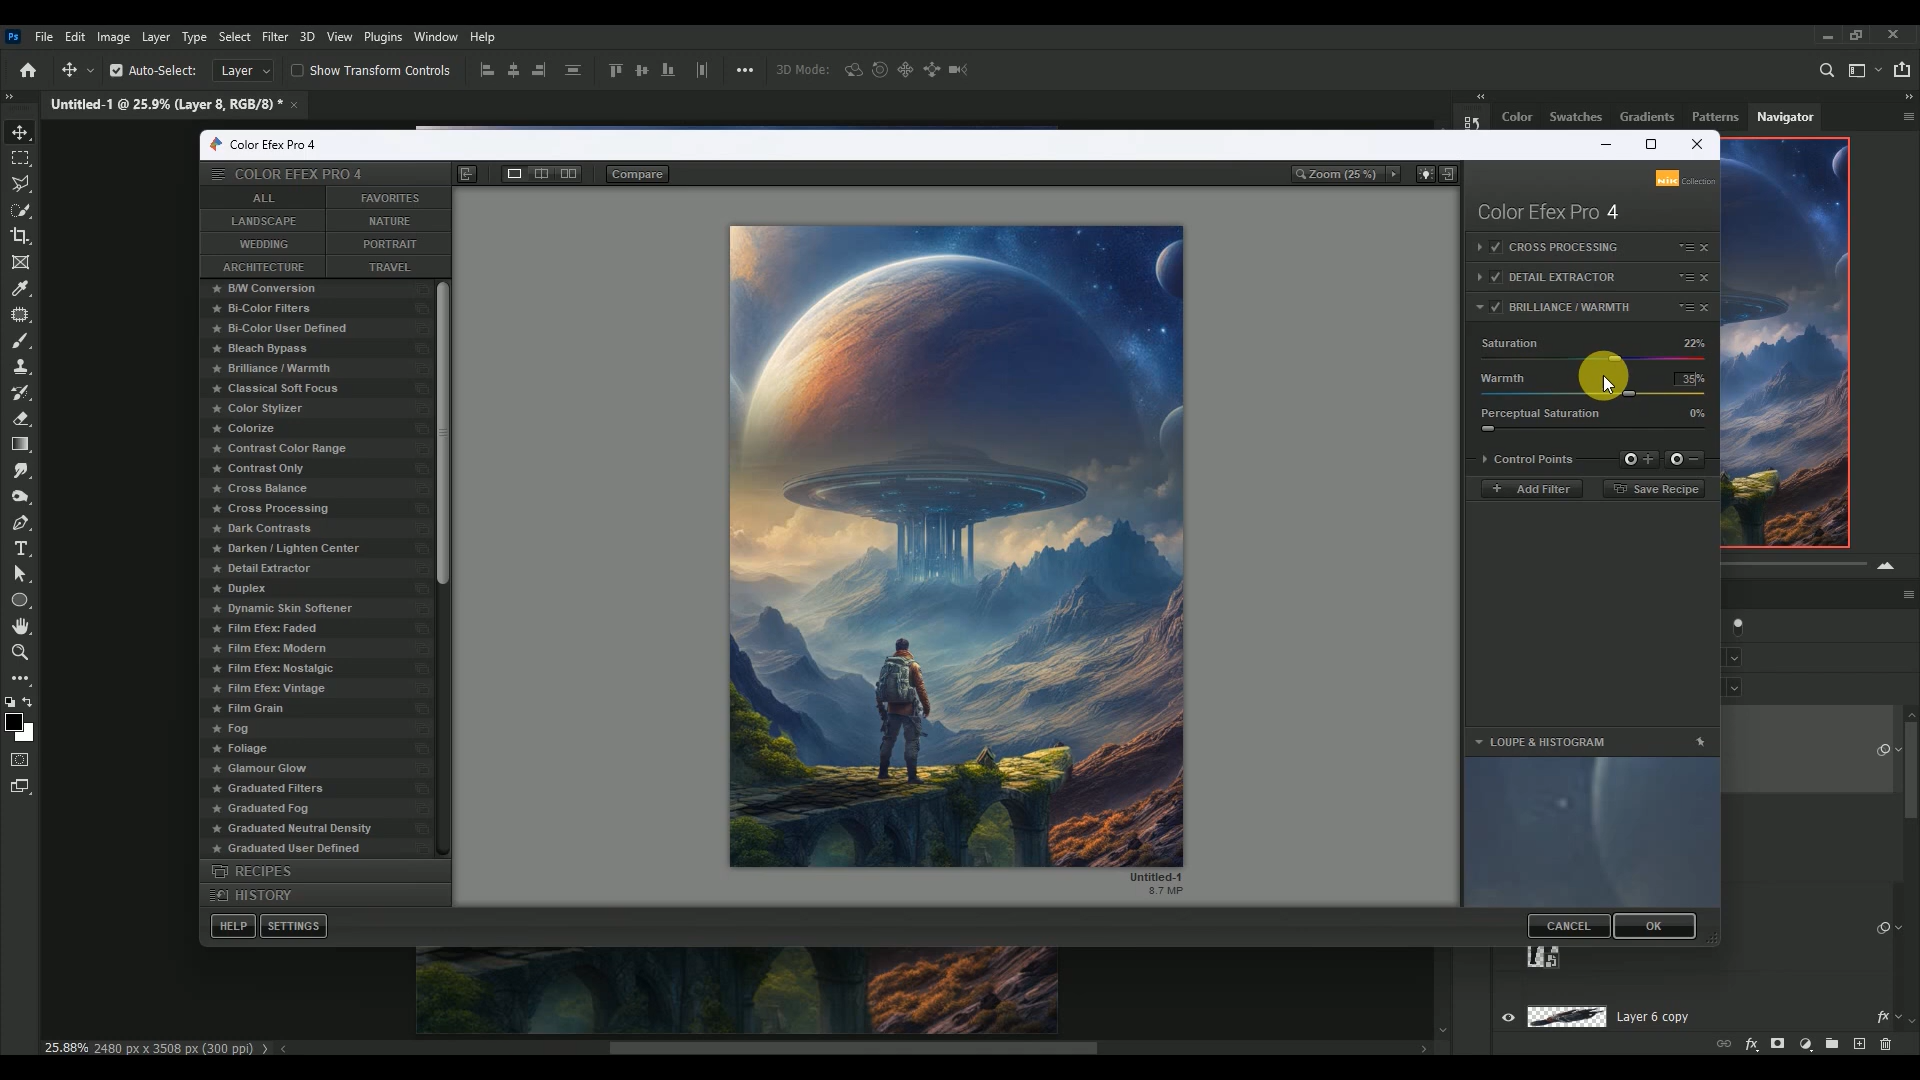 Ps File Edit Image Layer Type Select Filter 3D View Plugins Window Help
Auto-Select: Layer Show Transform Controls 3D Mode:
Untitled-1 @ 25.9% (Layer 8, RGB/8) *
Color Swatches Gradients Patterns Navigator
Color Efex Pro 4
COLOR EFEX PRO 4
Compare
Zoom (25 %)
ALL FAVORITES
LANDSCAPE NATURE
WEDDING PORTRAIT
ARCHITECTURE TRAVEL
B/W Conversion
Bi-Color Filters
Bi-Color User Defined
Bleach Bypass
Brilliance / Warmth
Classical Soft Focus
Color Stylizer
Colorize
Contrast Color Range
Contrast Only
Cross Balance
Cross Processing
Dark Contrasts
Darken / Lighten Center
Detail Extractor
Duplex
Dynamic Skin Softener
Film Efex: Faded
Film Efex: Modern
Film Efex: Nostalgic
Film Efex: Vintage
Film Grain
Fog
Foliage
Glamour Glow
Graduated Filters
Graduated Fog
Graduated Neutral Density
Graduated User Defined
RECIPES
HISTORY
HELP SETTINGS
Untitled-1
8.7 MP
NIK Collection
Color Efex Pro 4
CROSS PROCESSING
DETAIL EXTRACTOR
BRILLIANCE / WARMTH
Saturation 22%
Warmth 35%
Perceptual Saturation 0%
Control Points
Add Filter Save Recipe
LOUPE & HISTOGRAM
CANCEL OK
Layer 6 copy fx
25.88% 2480 px x 3508 px (300 ppi)
fx